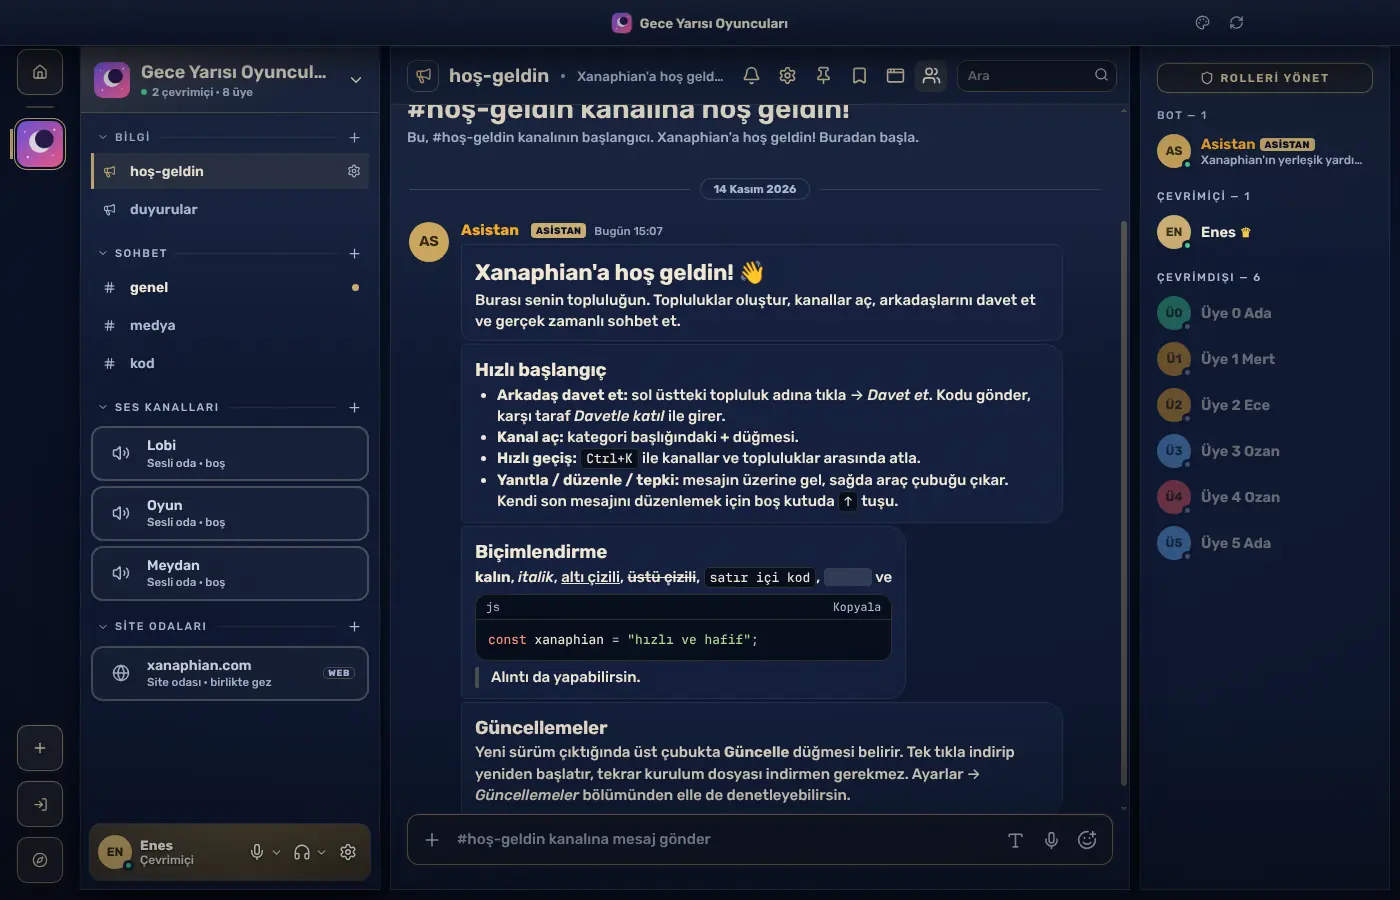 Gece Yarısı Oyuncuları
Gece Yarısı Oyuncul...
2 çevrimiçi • 8 üye
BİLGİ
hoş-geldin
duyurular
SOHBET
# genel
# medya
# kod
SES KANALLARI
Lobi
Sesli oda • boş
Oyun
Sesli oda • boş
Meydan
Sesli oda • boş
SİTE ODALARI
xanaphian.com
Site odası • birlikte gez
WEB
EN
Enes
Çevrimiçi
hoş-geldin • Xanaphian'a hoş geld...
Ara
#hoş-geldin kanalına hoş geldin!
Bu, #hoş-geldin kanalının başlangıcı. Xanaphian'a hoş geldin! Buradan başla.
14 Kasım 2026
AS
Asistan ASİSTAN Bugün 15:07
Xanaphian'a hoş geldin! 👋
Burası senin topluluğun. Topluluklar oluştur, kanallar aç, arkadaşlarını davet et
ve gerçek zamanlı sohbet et.
Hızlı başlangıç
• Arkadaş davet et: sol üstteki topluluk adına tıkla → Davet et. Kodu gönder,
karşı taraf Davetle katıl ile girer.
• Kanal aç: kategori başlığındaki + düğmesi.
• Hızlı geçiş: Ctrl+K ile kanallar ve topluluklar arasında atla.
• Yanıtla / düzenle / tepki: mesajın üzerine gel, sağda araç çubuğu çıkar.
Kendi son mesajını düzenlemek için boş kutuda ↑ tuşu.
Biçimlendirme
kalın, italik, altı çizili, üstü çizili, satır içi kod, ve
js
Kopyala
const xanaphian = "hızlı ve hafif";
Alıntı da yapabilirsin.
Güncellemeler
Yeni sürüm çıktığında üst çubukta Güncelle düğmesi belirir. Tek tıkla indirip
yeniden başlatır, tekrar kurulum dosyası indirmen gerekmez. Ayarlar →
Güncellemeler bölümünden elle de denetleyebilirsin.
#hoş-geldin kanalına mesaj gönder
ROLLERİ YÖNET
BOT — 1
AS
Asistan ASİSTAN
Xanaphian'ın yerleşik yardı...
ÇEVRİMİÇİ — 1
EN
Enes
ÇEVRİMDIŞI — 6
Ü0
Üye 0 Ada
Ü1
Üye 1 Mert
Ü2
Üye 2 Ece
Ü3
Üye 3 Ozan
Ü4
Üye 4 Ozan
Ü5
Üye 5 Ada